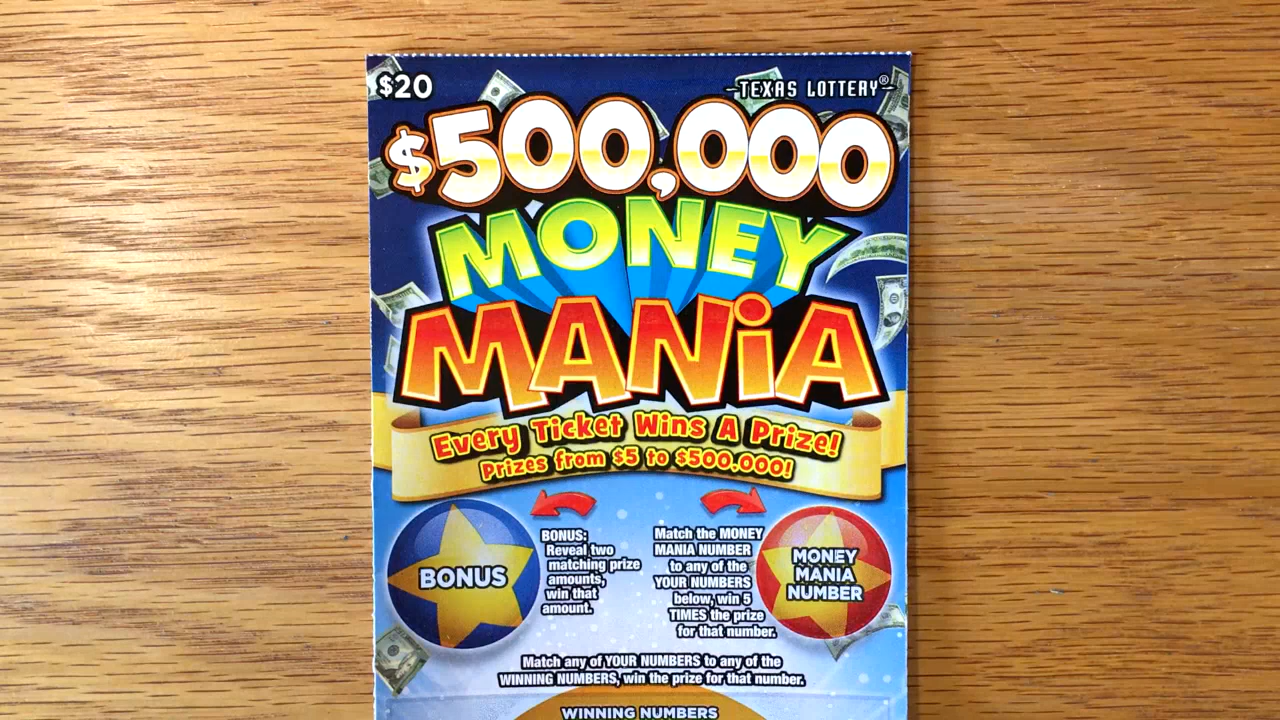 $20
TEXAS LOTTERY®
$500,000
MONEY
MANiA
Every Ticket Wins A Prize!
Prizes from $5 to $500,000!
BONUS
BONUS:
Reveal two
matching prize
amounts,
win that
amount.
Match the MONEY
MANIA NUMBER
to any of the
YOUR NUMBERS
below, win 5
TIMES the prize
for that number.
MONEY
MANIA
NUMBER
Match any of YOUR NUMBERS to any of the
WINNING NUMBERS, win the prize for that number.
WINNING NUMBERS